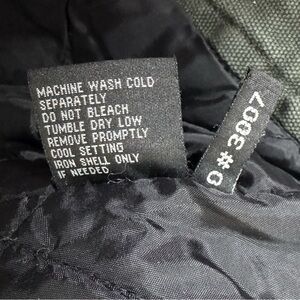 MACHINE WASH COLD
SEPARATELY
DO NOT BLEACH
TUMBLE DRY LOW
REMOVE PROMPTLY
COOL SETTING
IRON SHELL ONLY
IF NEEDED
O# 3007